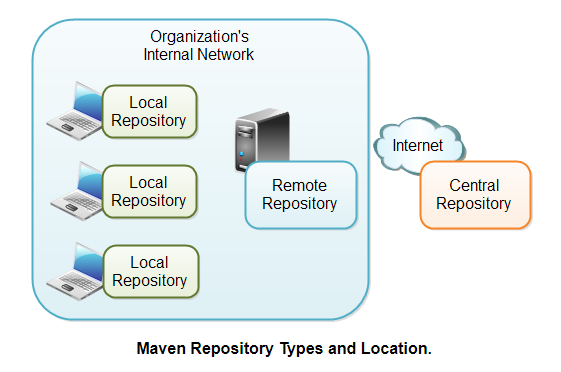 Organization's
Internal Network
Local
Repository
Local
Repository
Local
Repository
Remote
Repository
Internet
Central
Repository
Maven Repository Types and Location.